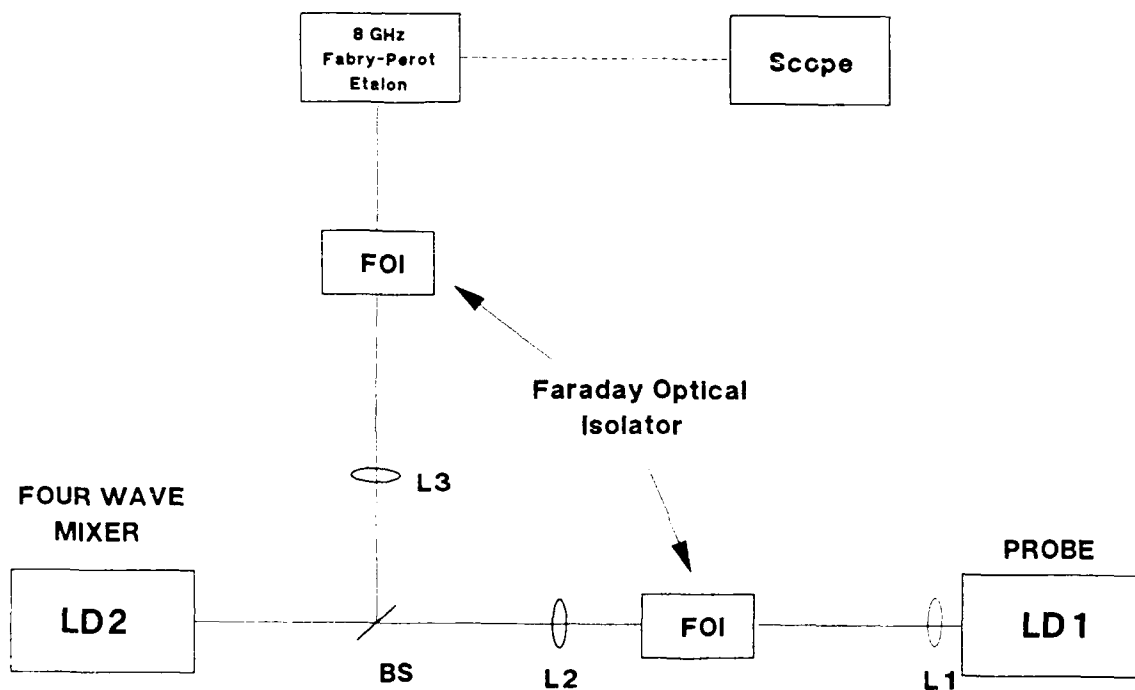 8 GHz
Fabry-Perot
Etalon
Scope
FOI
Faraday Optical
Isolator
L3
FOUR WAVE
MIXER
PROBE
LD2
FOI
LD1
BS
L2
L1